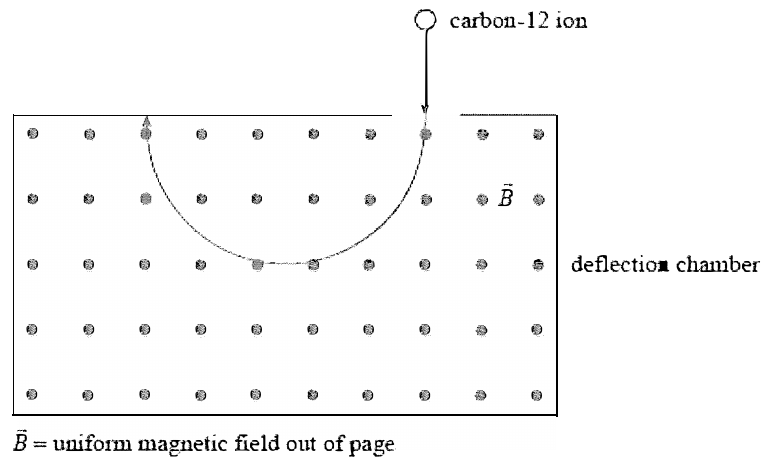 carbon-12 ion
B⃗
deflection chamber
B⃗ = uniform magnetic field out of page